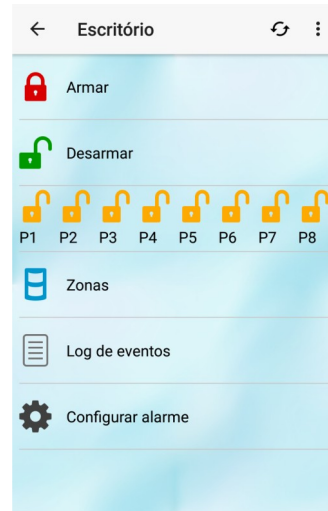 Escritório
Armar
Desarmar
P1 P2 P3 P4 P5 P6 P7 P8
Zonas
Log de eventos
Configurar alarme